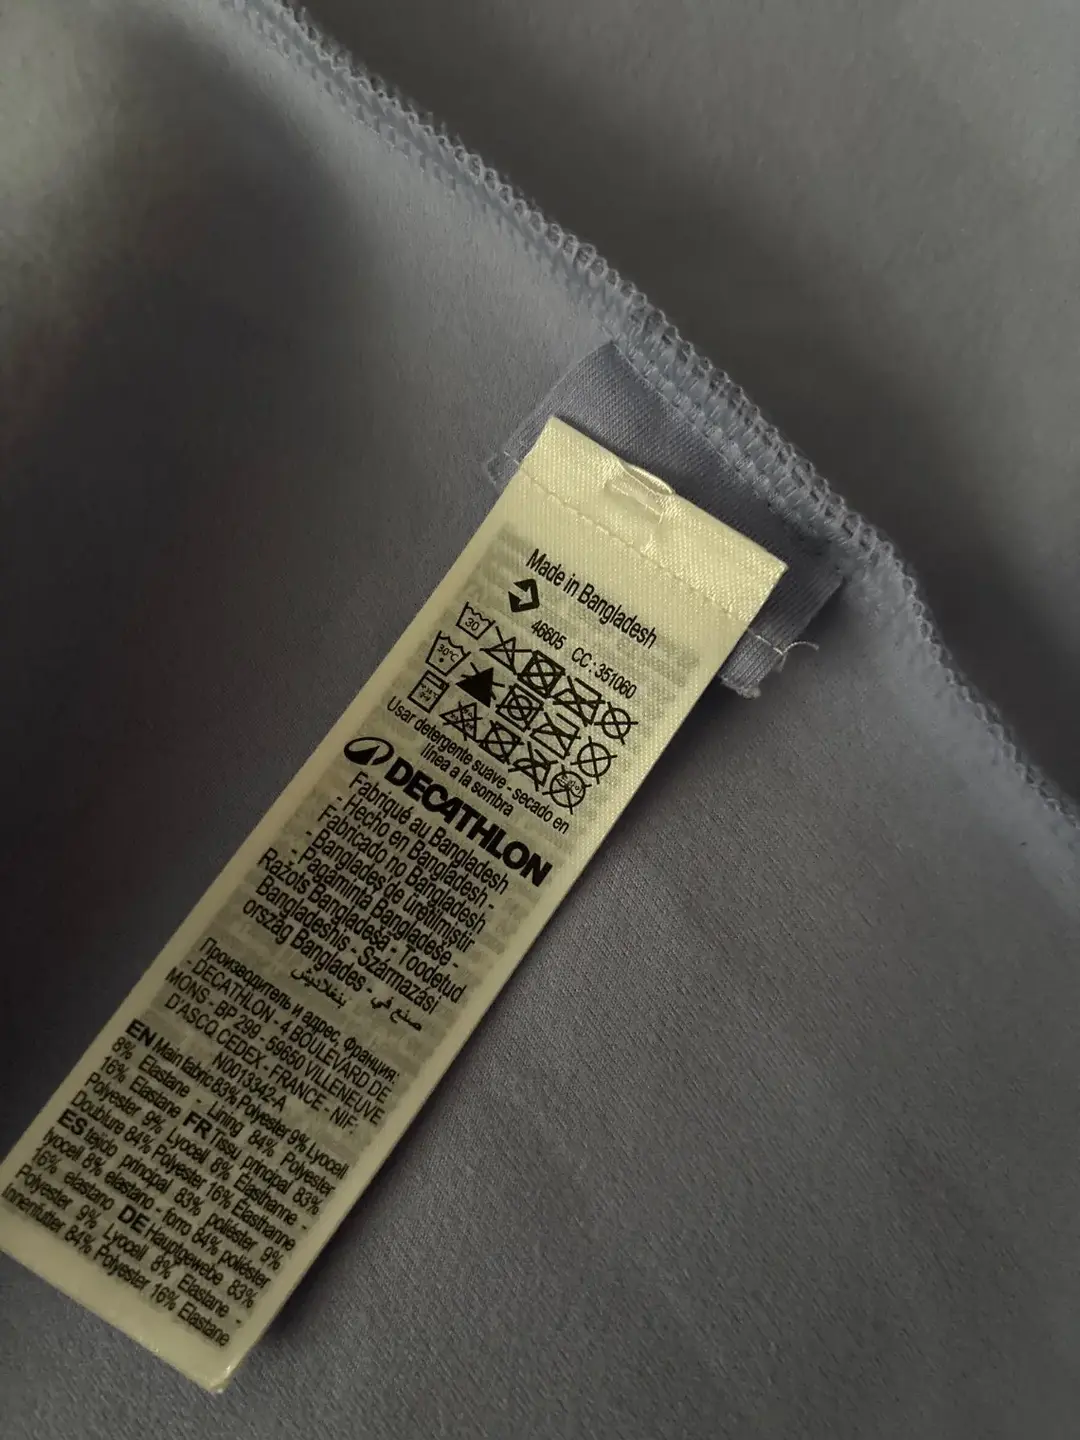 Made in Bangladesh
46605 CC: 351060
30
30°C
Usar detergente suave - secado en
línea a la sombra
DECATHLON
Fabriqué au Bangladesh
- Hecho en Bangladesh -
Fabricado no Bangladesh
- Bangladeş'de üretilmiştir
- Pagaminta Bangladeše -
Ražots Bangladešā - Toodetud
Bangladeshis - Származási
ország Banglades - صنع في
بنغلاديش
Производитель и адрес, Франция:
- DECATHLON - 4 BOULEVARD DE
MONS - BP 299 - 59650 VILLENEUVE
D'ASCQ CEDEX - FRANCE - NIF:
N0013342-A
EN Main fabric 83% Polyester 9% Lyocell
8% Elastane - Lining 84% Polyester
16% Elastane FR Tissu principal 83%
Polyester 9% Lyocell 8% Élasthanne -
Doublure 84% Polyester 16% Élasthanne
ES tejido principal 83% poliéster 9%
lyocell 8% elastano - forro 84% poliéster
16% elastano DE Hauptgewebe 83%
Polyester 9% Lyocell 8% Elastane -
Innenfutter 84% Polyester 16% Elastane